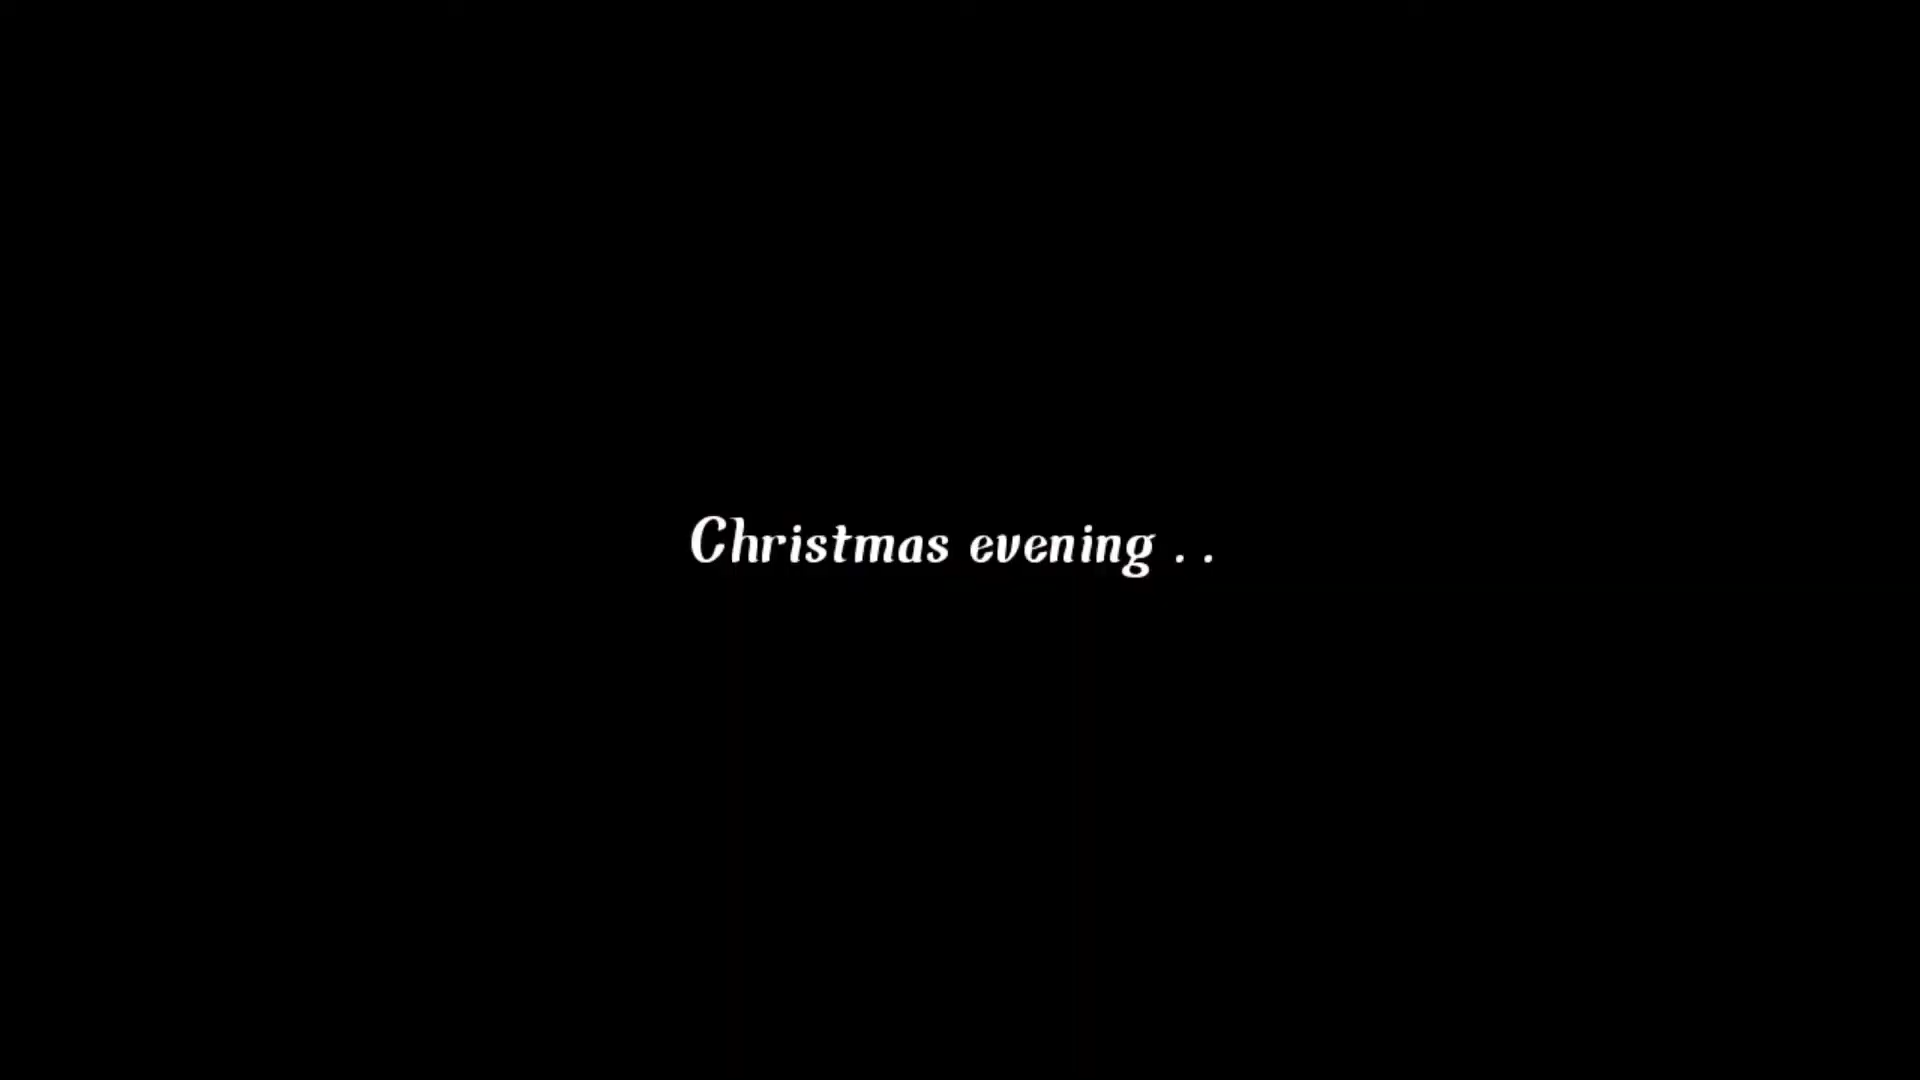 Christmas evening . .